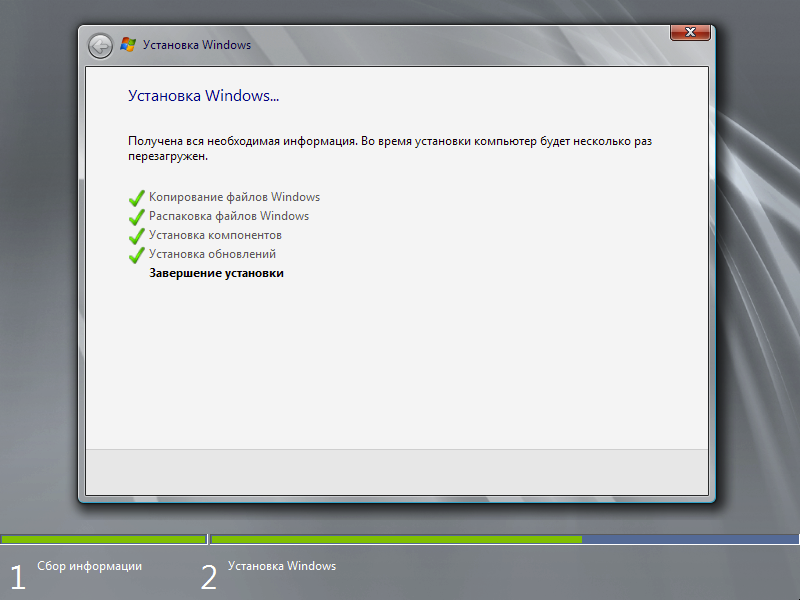 Установка Windows
Установка Windows...
Получена вся необходимая информация. Во время установки компьютер будет несколько раз
перезагружен.
Копирование файлов Windows
Распаковка файлов Windows
Установка компонентов
Установка обновлений
Завершение установки
1 Сбор информации
2 Установка Windows